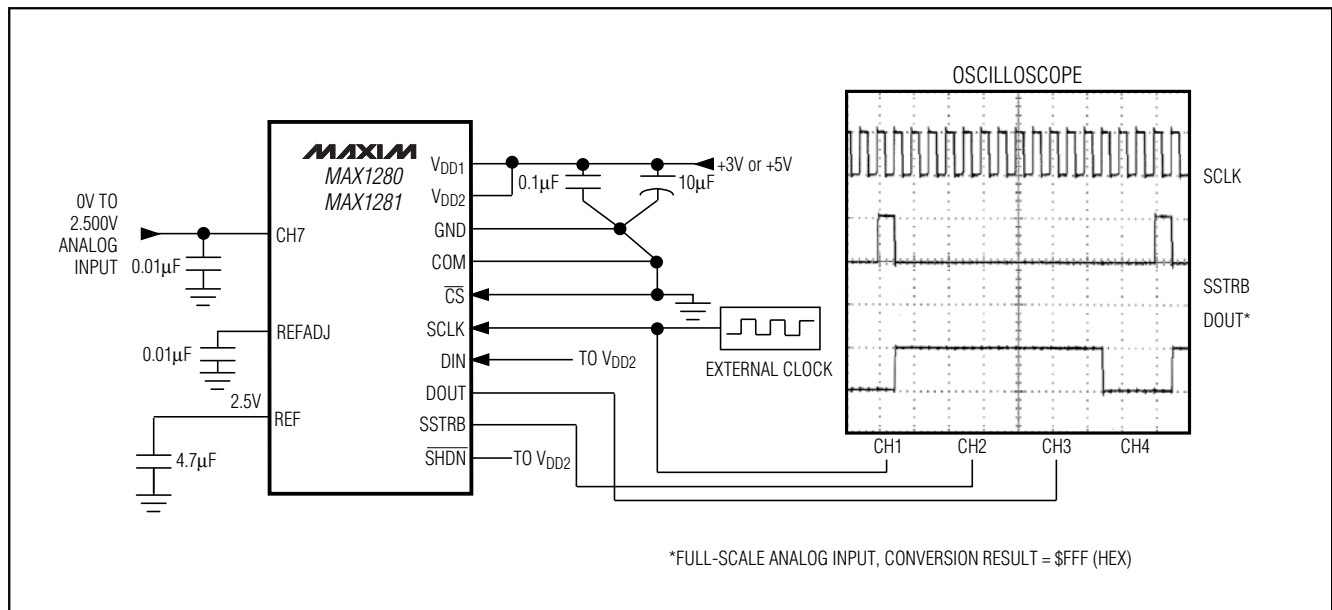 OSCILLOSCOPE
MAXIM
MAX1280
MAX1281
0V TO
2.500V
ANALOG
INPUT
0.01µF
CH7
REFADJ
0.01µF
2.5V
REF
4.7µF
VDD1
VDD2
GND
COM
CS
SCLK
DIN
DOUT
SSTRB
SHDN
0.1µF
10µF
+3V or +5V
EXTERNAL CLOCK
TO VDD2
TO VDD2
SCLK
SSTRB
DOUT*
CH1 CH2 CH3 CH4
*FULL-SCALE ANALOG INPUT, CONVERSION RESULT = $FFF (HEX)